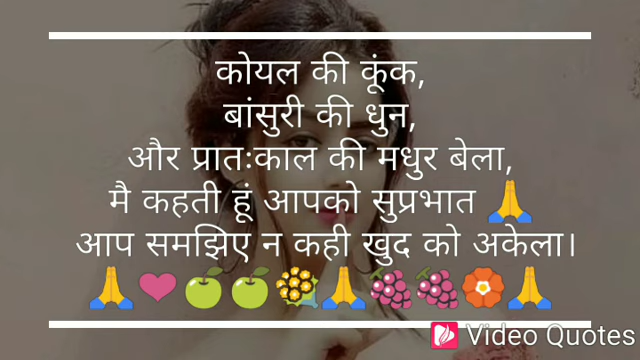 कोयल की कूंक,
बांसुरी की धुन,
और प्रातःकाल की मधुर बेला,
मै कहती हूं आपको सुप्रभात 🙏
आप समझिए न कही खुद को अकेला।
🙏❤🍏🍏💐🙏🍇🍇🏵🙏
Video Quotes